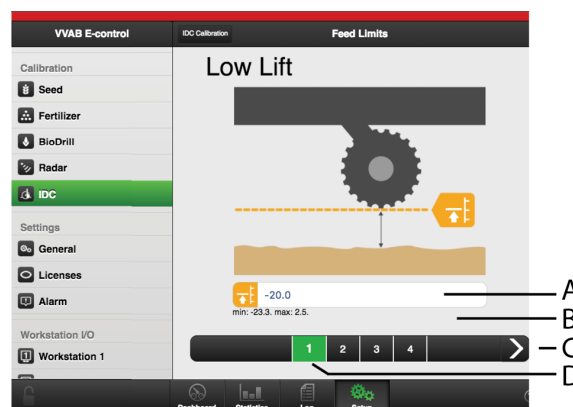 VVAB E-control
IDC Calibration
Feed Limits
Calibration
Seed
Fertilizer
BioDrill
Radar
IDC
Settings
General
Licenses
Alarm
Workstation I/O
Workstation 1
Low Lift
-20.0
min: -23.3. max: 2.5.
1 2 3 4
A
B
C
D
Dashboard Statistics Log Setup